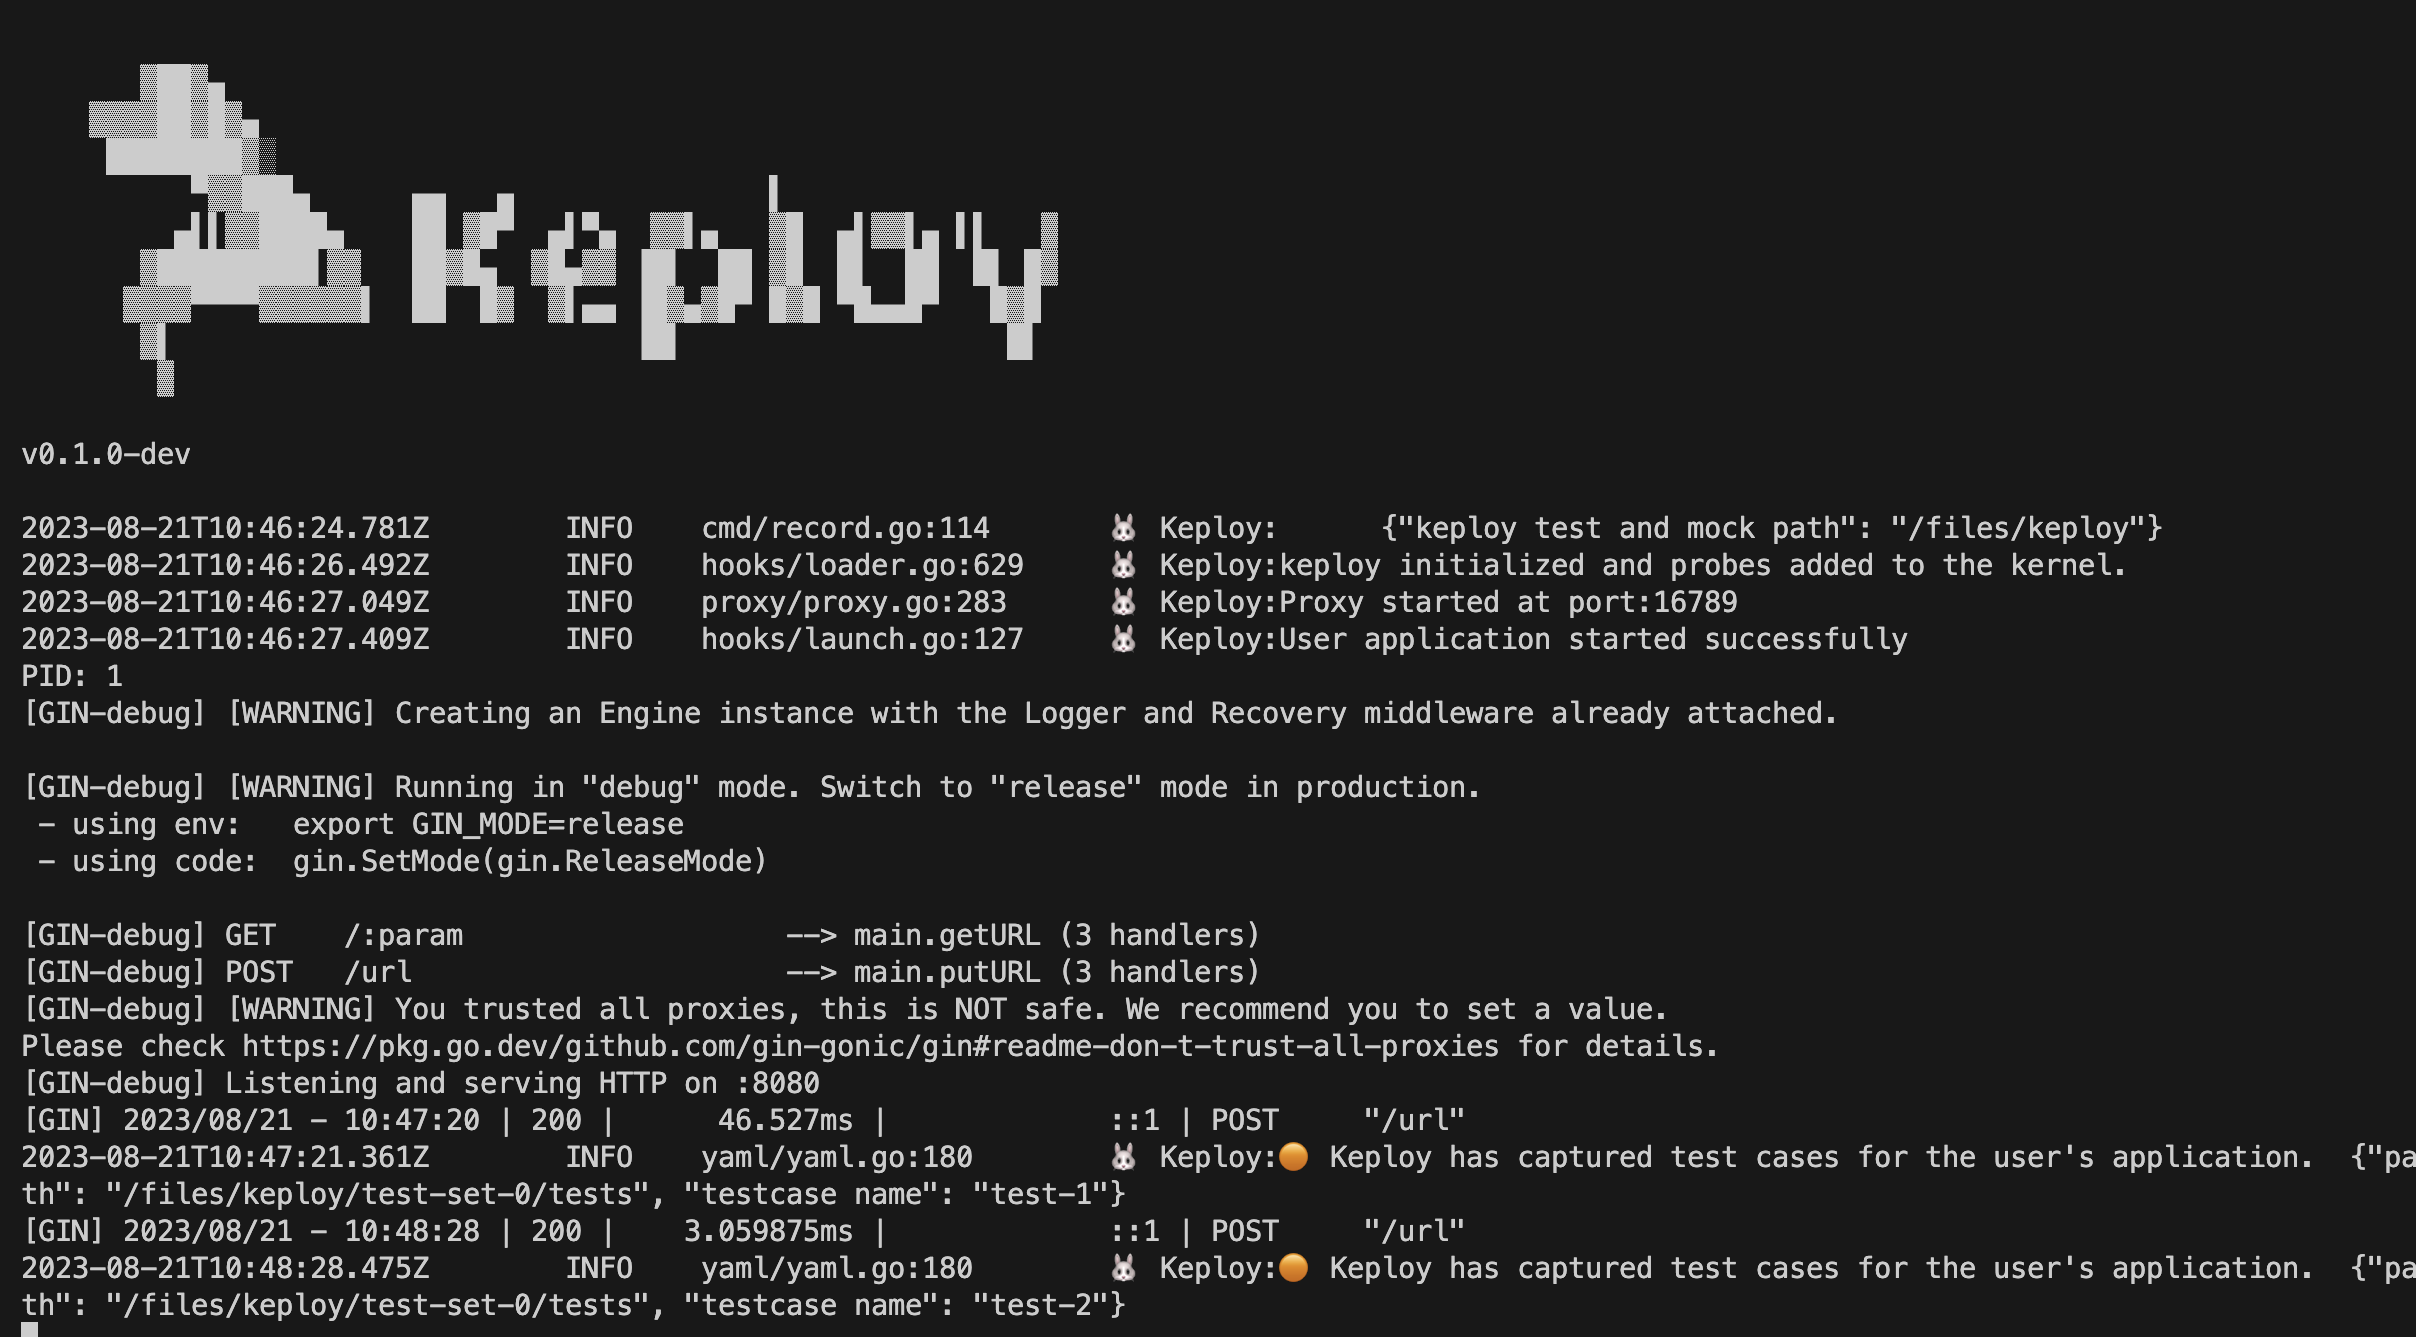 Keploy
v0.1.0-dev
2023-08-21T10:46:24.781Z INFO cmd/record.go:114 🐰 Keploy: {"keploy test and mock path": "/files/keploy"}
2023-08-21T10:46:26.492Z INFO hooks/loader.go:629 🐰 Keploy:keploy initialized and probes added to the kernel.
2023-08-21T10:46:27.049Z INFO proxy/proxy.go:283 🐰 Keploy:Proxy started at port:16789
2023-08-21T10:46:27.409Z INFO hooks/launch.go:127 🐰 Keploy:User application started successfully
PID: 1
[GIN-debug] [WARNING] Creating an Engine instance with the Logger and Recovery middleware already attached.
[GIN-debug] [WARNING] Running in "debug" mode. Switch to "release" mode in production.
- using env: export GIN_MODE=release
- using code: gin.SetMode(gin.ReleaseMode)
[GIN-debug] GET /:param --> main.getURL (3 handlers)
[GIN-debug] POST /url --> main.putURL (3 handlers)
[GIN-debug] [WARNING] You trusted all proxies, this is NOT safe. We recommend you to set a value.
Please check https://pkg.go.dev/github.com/gin-gonic/gin#readme-don-t-trust-all-proxies for details.
[GIN-debug] Listening and serving HTTP on :8080
[GIN] 2023/08/21 - 10:47:20 | 200 | 46.527ms | ::1 | POST "/url"
2023-08-21T10:47:21.361Z INFO yaml/yaml.go:180 🐰 Keploy:🟠 Keploy has captured test cases for the user's application. {"pa
th": "/files/keploy/test-set-0/tests", "testcase name": "test-1"}
[GIN] 2023/08/21 - 10:48:28 | 200 | 3.059875ms | ::1 | POST "/url"
2023-08-21T10:48:28.475Z INFO yaml/yaml.go:180 🐰 Keploy:🟠 Keploy has captured test cases for the user's application. {"pa
th": "/files/keploy/test-set-0/tests", "testcase name": "test-2"}